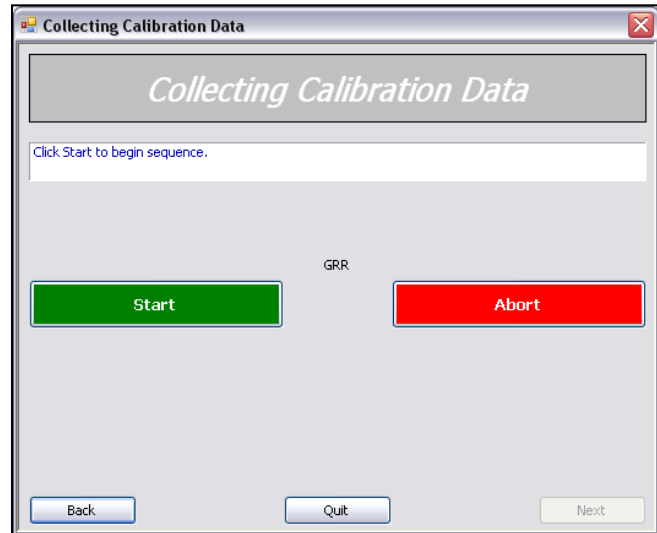 Collecting Calibration Data
Collecting Calibration Data
Click Start to begin sequence.
GRR
Start Abort
Back Quit Next